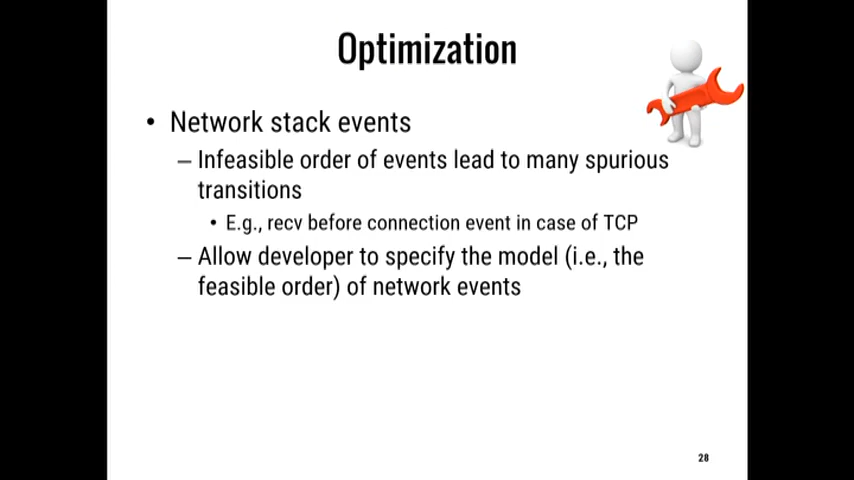 Optimization
• Network stack events
– Infeasible order of events lead to many spurious
transitions
• E.g., recv before connection event in case of TCP
– Allow developer to specify the model (i.e., the
feasible order) of network events
28